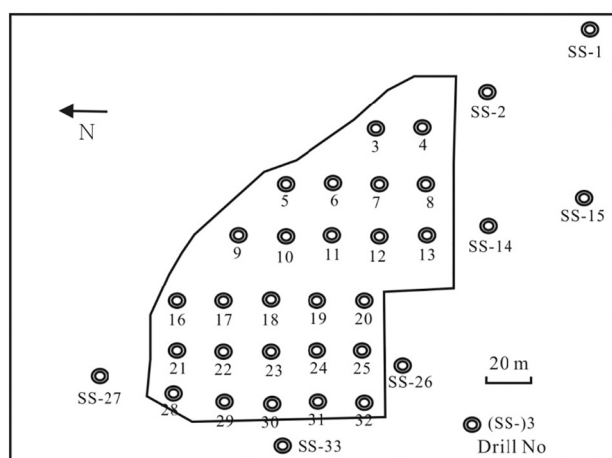 SS-1
SS-2
N
3 4
5 6 7 8
SS-15
9 10 11 12 13
SS-14
16 17 18 19 20
21 22 23 24 25
SS-26
20 m
SS-27
28 29 30 31 32
(SS-)3
Drill No
SS-33